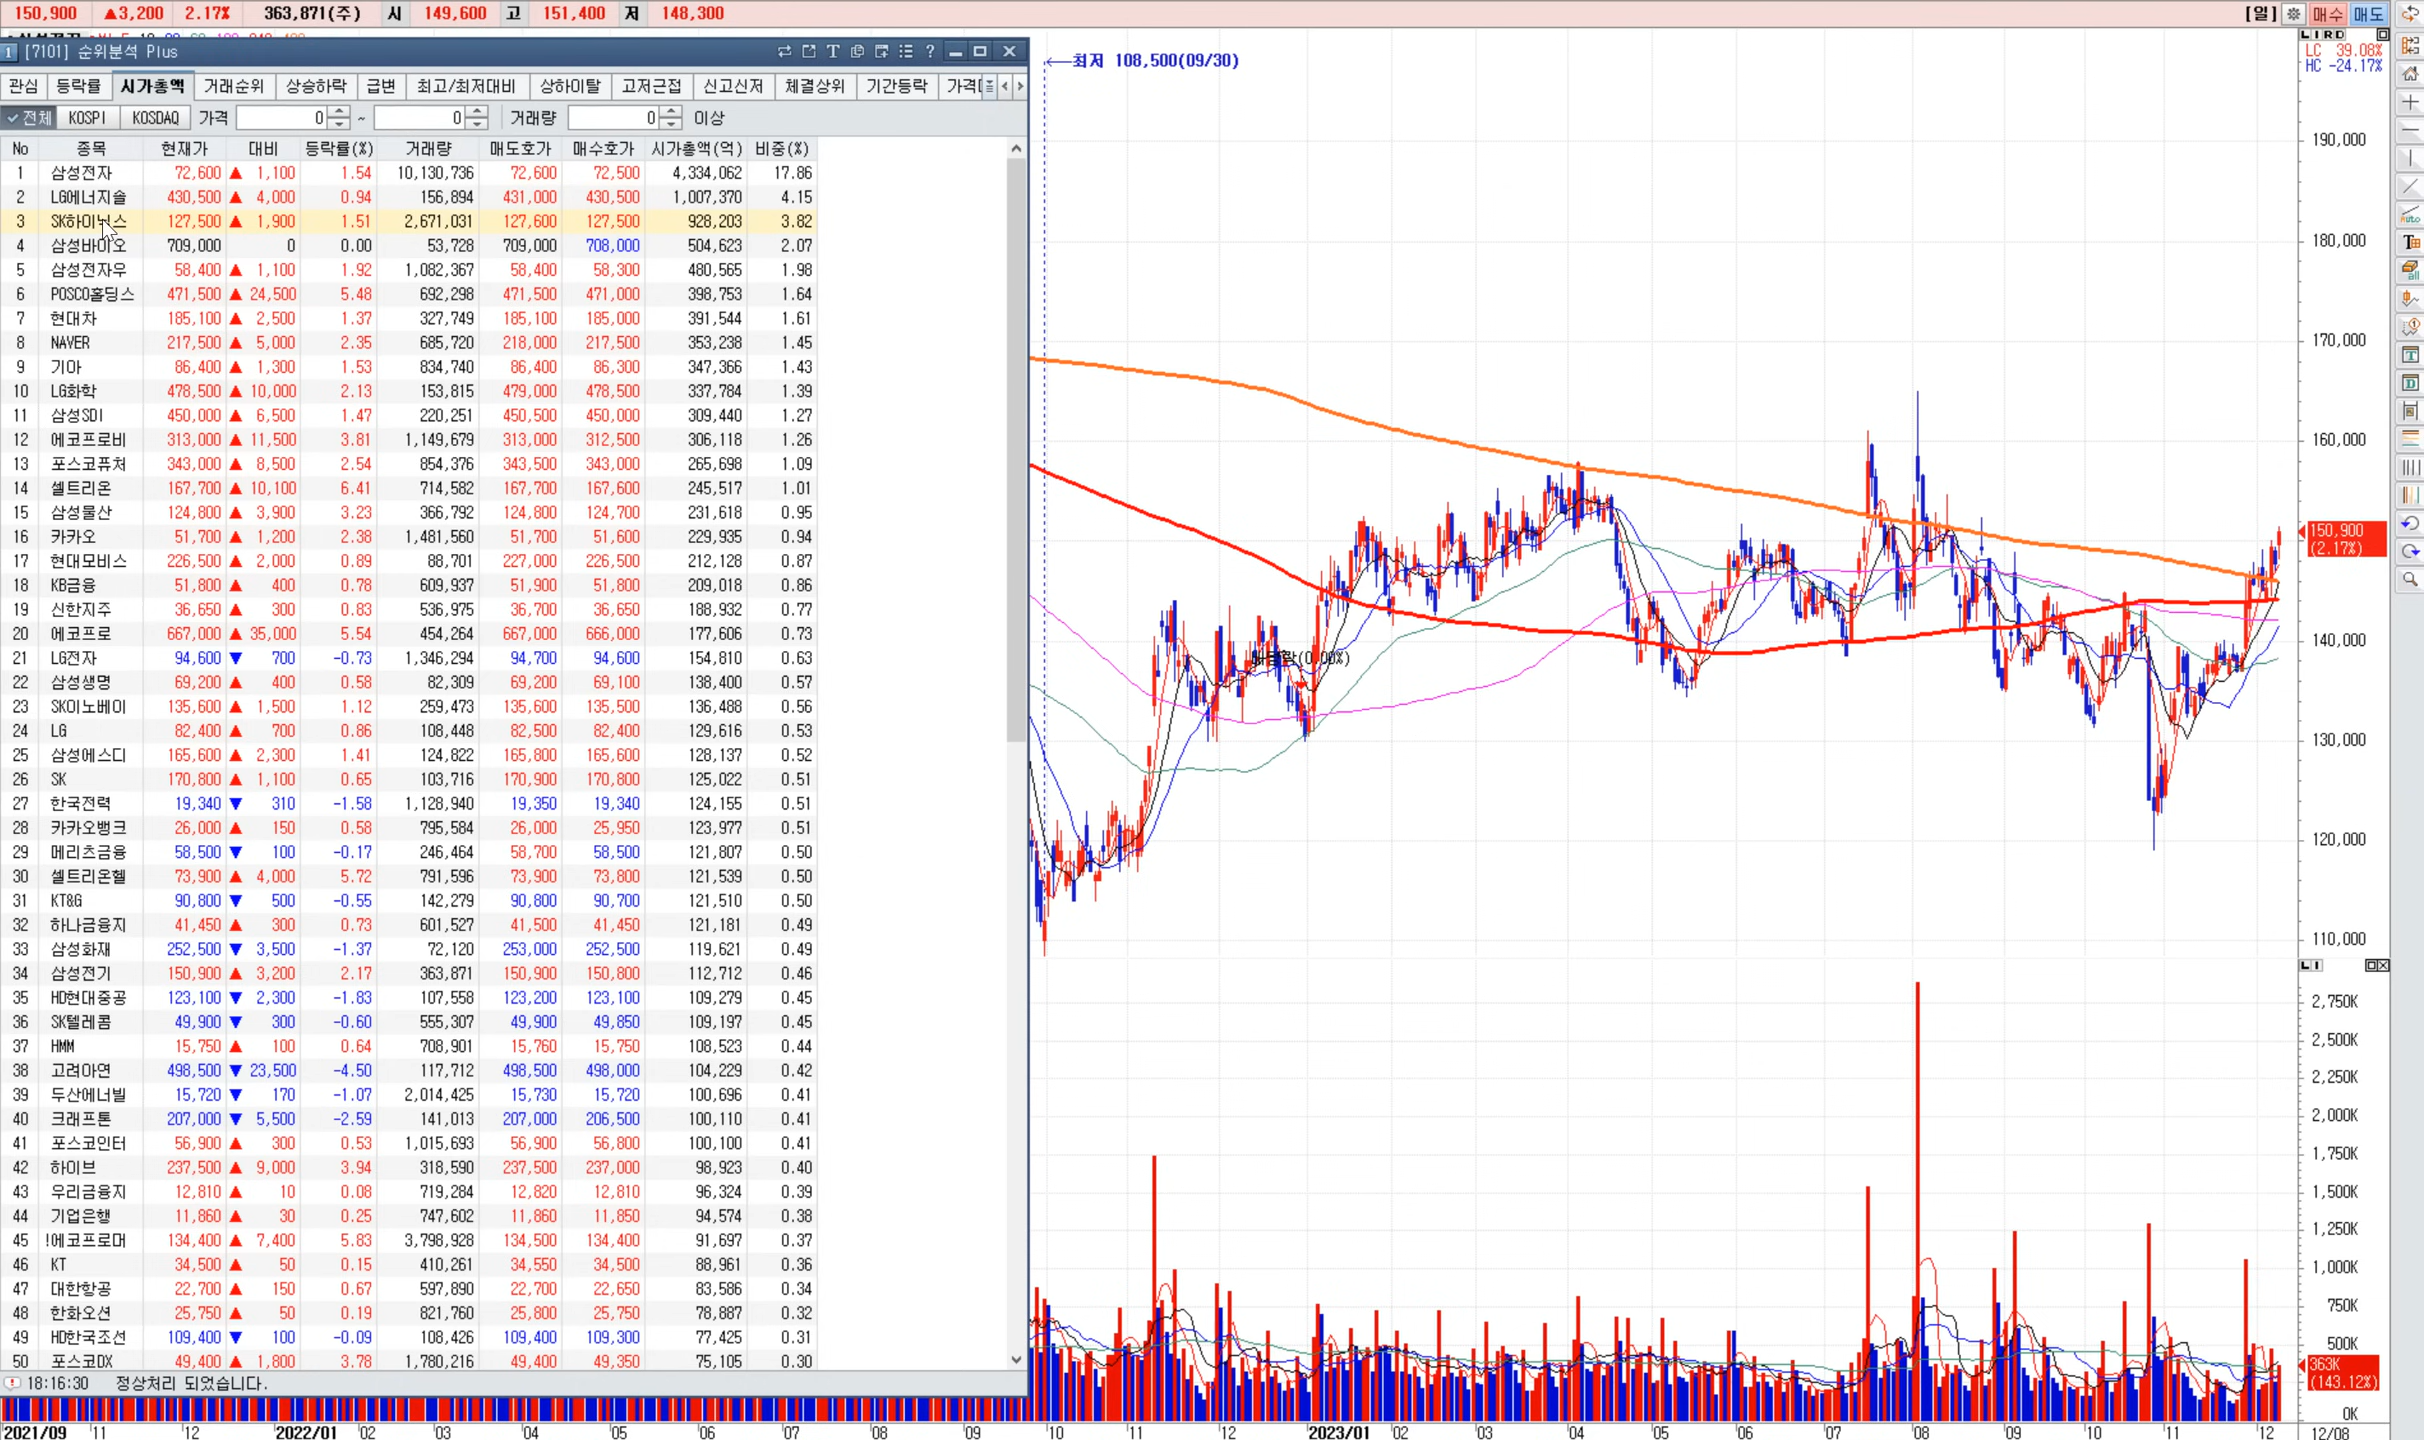 150,900 ▲3,200 2.17% 363,871(주) 시 149,600 고 151,400 저 148,300 [일] 매수 매도
1 [7101] 순위분석 Plus
관심 등락률 시가총액 거래순위 상승하락 급변 최고/최저대비 상하이탈 고저근접 신고신저 체결상위 기간등락
전체 KOSPI KOSDAQ 가격 0 ~ 0 거래량 0 이상
No 종목 현재가 대비 등락률(%) 거래량 매도호가 매수호가 시가총액(억) 비중(%)
1 삼성전자 72,600 ▲ 1,100 1.54 10,130,736 72,600 72,500 4,334,062 17.86
2 LG에너지솔 430,500 ▲ 4,000 0.94 156,894 431,000 430,500 1,007,370 4.15
3 SK하이닉스 127,500 ▲ 1,900 1.51 2,671,031 127,600 127,500 928,203 3.82
4 삼성바이오 709,000 0 0.00 53,728 709,000 708,000 504,623 2.07
5 삼성전자우 58,400 ▲ 1,100 1.92 1,082,367 58,400 58,300 480,565 1.98
6 POSCO홀딩스 471,500 ▲ 24,500 5.48 692,298 471,500 471,000 398,753 1.64
7 현대차 185,100 ▲ 2,500 1.37 327,749 185,100 185,000 391,544 1.61
8 NAVER 217,500 ▲ 5,000 2.35 685,720 218,000 217,500 353,238 1.45
9 기아 86,400 ▲ 1,300 1.53 834,740 86,400 86,300 347,366 1.43
10 LG화학 478,500 ▲ 10,000 2.13 153,815 479,000 478,500 337,784 1.39
11 삼성SDI 450,000 ▲ 6,500 1.47 220,251 450,500 450,000 309,440 1.27
12 에코프로비 313,000 ▲ 11,500 3.81 1,149,679 313,000 312,500 306,118 1.26
13 포스코퓨처 343,000 ▲ 8,500 2.54 854,376 343,500 343,000 265,698 1.09
14 셀트리온 167,700 ▲ 10,100 6.41 714,582 167,700 167,600 245,517 1.01
15 삼성물산 124,800 ▲ 3,900 3.23 366,792 124,800 124,700 231,618 0.95
16 카카오 51,700 ▲ 1,200 2.38 1,481,560 51,700 51,600 229,935 0.94
17 현대모비스 226,500 ▲ 2,000 0.89 88,701 227,000 226,500 212,128 0.87
18 KB금융 51,800 ▲ 400 0.78 609,937 51,900 51,800 209,018 0.86
19 신한지주 36,650 ▲ 300 0.83 536,975 36,700 36,650 188,932 0.77
20 에코프로 667,000 ▲ 35,000 5.54 454,264 667,000 666,000 177,606 0.73
21 LG전자 94,600 ▼ 700 -0.73 1,346,294 94,700 94,600 154,810 0.63
22 삼성생명 69,200 ▲ 400 0.58 82,309 69,200 69,100 138,400 0.57
23 SK이노베이 135,600 ▲ 1,500 1.12 259,473 135,600 135,500 136,488 0.56
24 LG 82,400 ▲ 700 0.86 108,448 82,500 82,400 129,616 0.53
25 삼성에스디 165,600 ▲ 2,300 1.41 124,822 165,800 165,600 128,137 0.52
26 SK 170,800 ▲ 1,100 0.65 103,716 170,900 170,800 125,022 0.51
27 한국전력 19,340 ▼ 310 -1.58 1,128,940 19,350 19,340 124,155 0.51
28 카카오뱅크 26,000 ▲ 150 0.58 795,584 26,000 25,950 123,977 0.51
29 메리츠금융 58,500 ▼ 100 -0.17 246,464 58,700 58,500 121,807 0.50
30 셀트리온헬 73,900 ▲ 4,000 5.72 791,596 73,900 73,800 121,539 0.50
31 KT&G 90,800 ▼ 500 -0.55 142,279 90,800 90,700 121,510 0.50
32 하나금융지 41,450 ▲ 300 0.73 601,527 41,500 41,450 121,181 0.49
33 삼성화재 252,500 ▼ 3,500 -1.37 72,120 253,000 252,500 119,621 0.49
34 삼성전기 150,900 ▲ 3,200 2.17 363,871 150,900 150,800 112,712 0.46
35 HD현대중공 123,100 ▼ 2,300 -1.83 107,558 123,200 123,100 109,279 0.45
36 SK텔레콤 49,900 ▼ 300 -0.60 555,307 49,900 49,850 109,197 0.45
37 HMM 15,750 ▲ 100 0.64 708,901 15,760 15,750 108,523 0.44
38 고려아연 498,500 ▼ 23,500 -4.50 117,712 498,500 498,000 104,229 0.42
39 두산에너빌 15,720 ▼ 170 -1.07 2,014,425 15,730 15,720 100,696 0.41
40 크래프톤 207,000 ▼ 5,500 -2.59 141,013 207,000 206,500 100,110 0.41
41 포스코인터 56,900 ▲ 300 0.53 1,015,693 56,900 56,800 100,100 0.41
42 하이브 237,500 ▲ 9,000 3.94 318,590 237,500 237,000 98,923 0.40
43 우리금융지 12,810 ▲ 10 0.08 719,284 12,820 12,810 96,324 0.39
44 기업은행 11,860 ▲ 30 0.25 747,602 11,860 11,850 94,574 0.38
45 !에코프로머 134,400 ▲ 7,400 5.83 3,798,928 134,500 134,400 91,697 0.37
46 KT 34,500 ▲ 50 0.15 410,261 34,550 34,500 88,961 0.36
47 대한항공 22,700 ▲ 150 0.67 597,890 22,700 22,650 83,586 0.34
48 한화오션 25,750 ▲ 50 0.19 821,760 25,800 25,750 78,887 0.32
49 HD한국조선 109,400 ▼ 100 -0.09 108,426 109,400 109,300 77,425 0.31
50 포스코DX 49,400 ▲ 1,800 3.78 1,780,216 49,400 49,350 75,105 0.30
18:16:30 정상처리 되었습니다.
최저 108,500(09/30)
LC 39.08%
HC -24.17%
190,000
180,000
170,000
160,000
150,900
(2.17%)
140,000
130,000
120,000
110,000
2,750K
2,500K
2,250K
2,000K
1,750K
1,500K
1,250K
1,000K
750K
500K
363K
(143.12%)
0K
2021/09 11 12 2022/01 02 03 04 05 06 07 08 09 10 11 12 2023/01 02 03 04 05 06 07 08 09 10 11 12 12/08